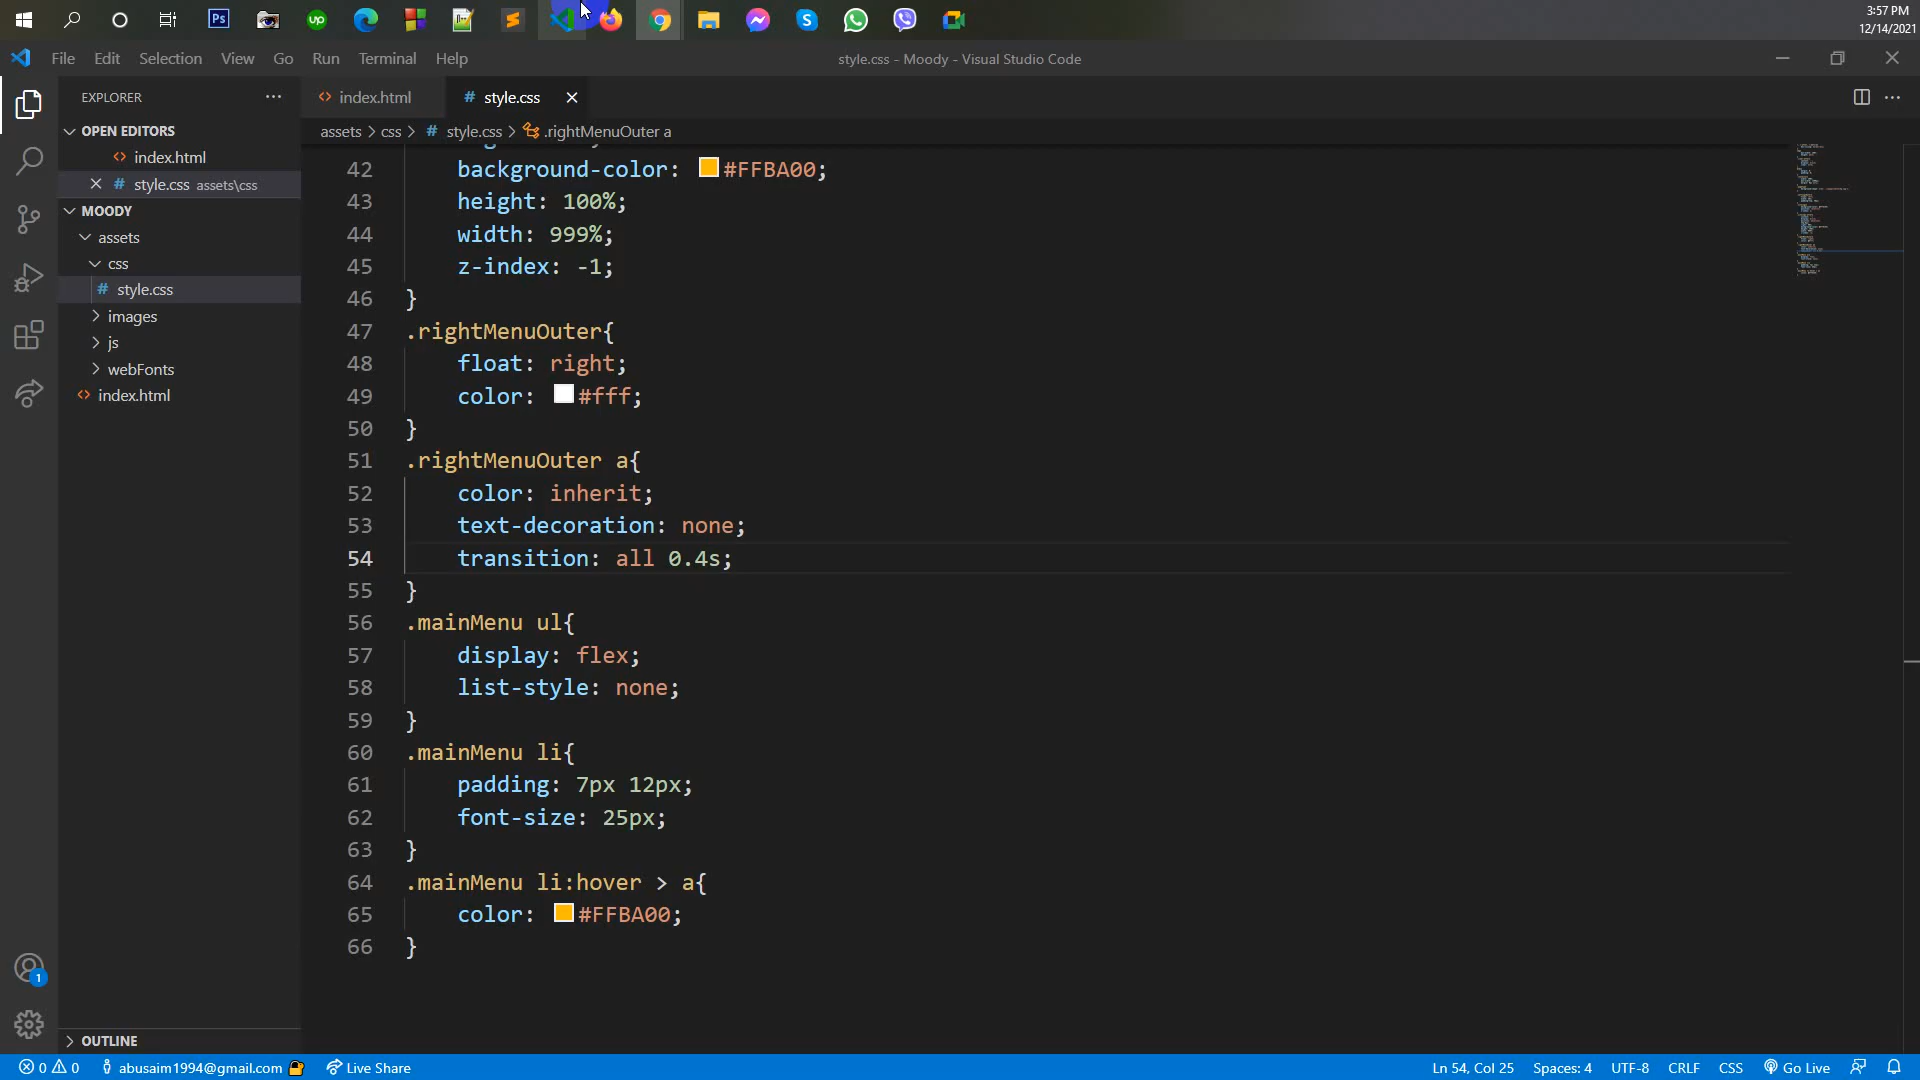 Ps
up
3:57 PM
12/14/2021
File Edit Selection View Go Run Terminal Help
style.css - Moody - Visual Studio Code
EXPLORER
OPEN EDITORS
index.html
style.css assets\css
MOODY
assets
css
style.css
images
js
webFonts
index.html
OUTLINE
index.html
style.css
assets > css > # style.css > .rightMenuOuter a
42 background-color: #FFBA00;
43 height: 100%;
44 width: 999%;
45 z-index: -1;
46 }
47 .rightMenuOuter{
48 float: right;
49 color: #fff;
50 }
51 .rightMenuOuter a{
52 color: inherit;
53 text-decoration: none;
54 transition: all 0.4s;
55 }
56 .mainMenu ul{
57 display: flex;
58 list-style: none;
59 }
60 .mainMenu li{
61 padding: 7px 12px;
62 font-size: 25px;
63 }
64 .mainMenu li:hover > a{
65 color: #FFBA00;
66 }
1
0 0 abusaim1994@gmail.com Live Share
Ln 54, Col 25 Spaces: 4 UTF-8 CRLF CSS Go Live